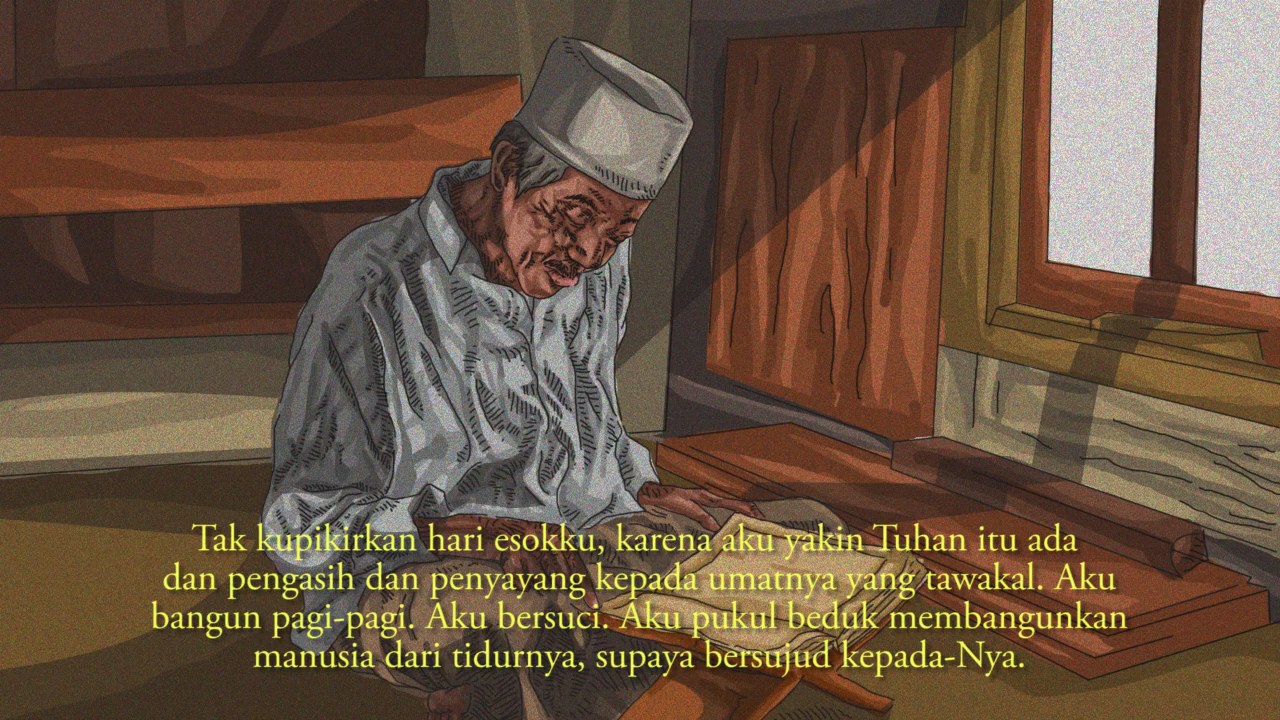 Tak kupikirkan hari esokku, karena aku yakin Tuhan itu ada
dan pengasih dan penyayang kepada umatnya yang tawakal. Aku
bangun pagi-pagi. Aku bersuci. Aku pukul beduk membangunkan
manusia dari tidurnya, supaya bersujud kepada-Nya.